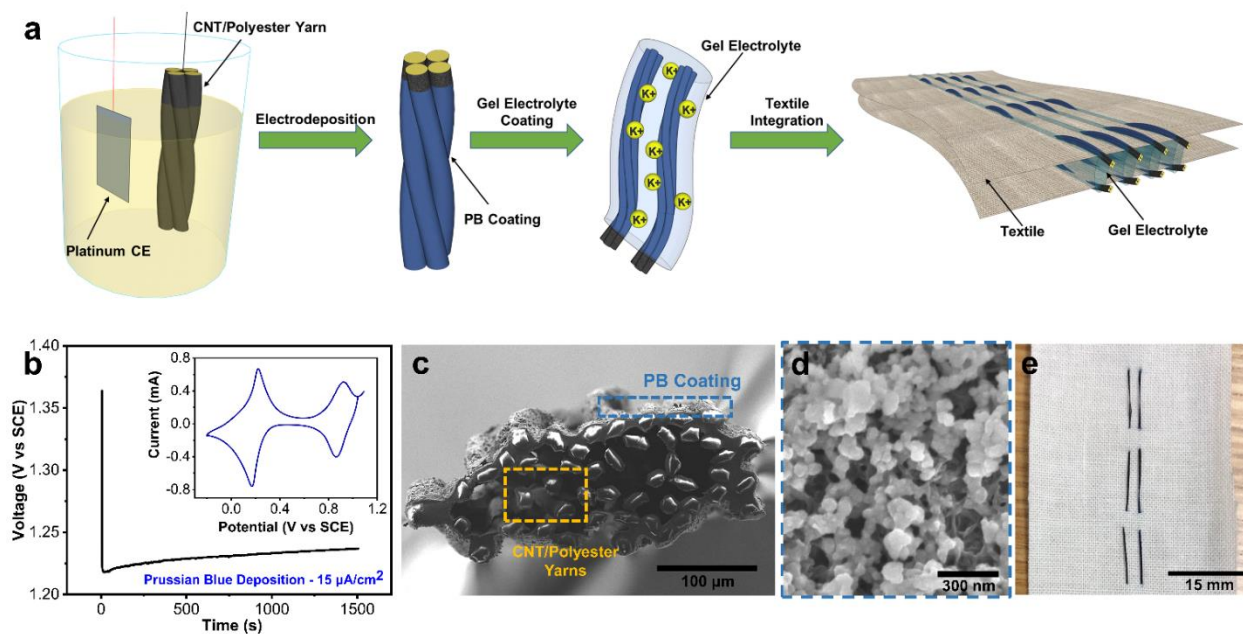 a
CNT/Polyester Yarn
Platinum CE
Electrodeposition
PB Coating
Gel Electrolyte
Coating
K+
K+
K+
K+
K+
K+
K+
K+
Gel Electrolyte
Textile
Integration
Textile
Gel Electrolyte
b
Voltage (V vs SCE)
1.40
1.35
1.30
1.25
1.20
Current (mA)
0.8
0.4
0.0
-0.4
-0.8
0.0 0.4 0.8 1.2
Potential (V vs SCE)
Prussian Blue Deposition - 15 µA/cm2
0 500 1000 1500
Time (s)
c
PB Coating
CNT/Polyester
Yarns
100 µm
d
300 nm
e
15 mm